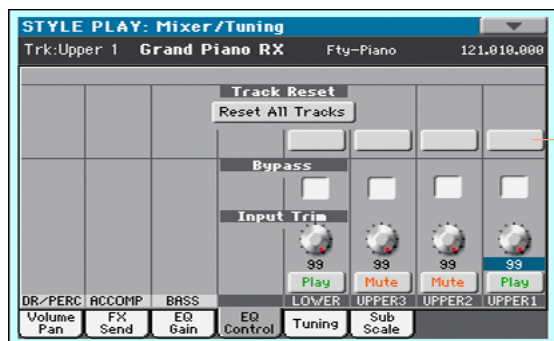 STYLE PLAY: Mixer/Tuning
Trk:Upper 1 Grand Piano RX Fty-Piano 121.010.000
Track Reset
Reset All Tracks
Bypass
Input Trim
99 99 99 99
Play Mute Mute Play
DR/PERC ACCOMP BASS LOWER UPPER3 UPPER2 UPPER1
Volume Pan FX Send EQ Gain EQ Control Tuning Sub Scale